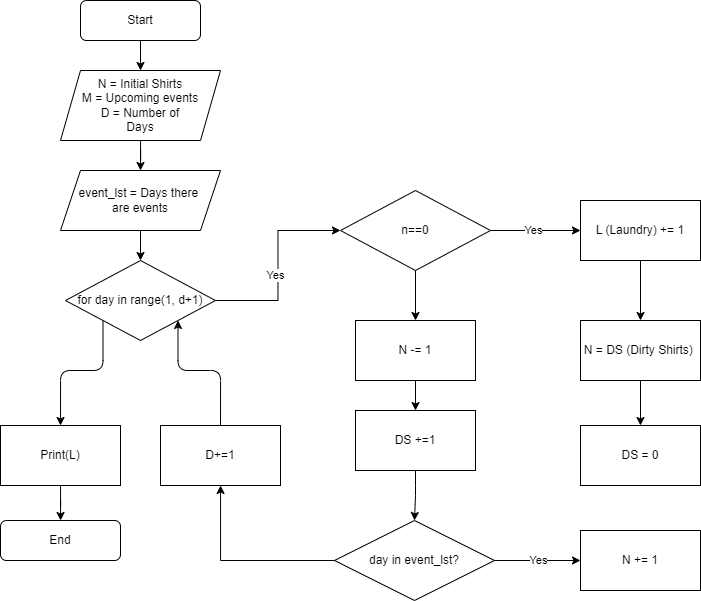 Start
N = Initial Shirts
M = Upcoming events
D = Number of
Days
event_lst = Days there
are events
for day in range(1, d+1)
Yes
n==0
Yes
L (Laundry) += 1
N -= 1
N = DS (Dirty Shirts)
DS +=1
DS = 0
Print(L)
D+=1
End
day in event_lst?
Yes
N += 1